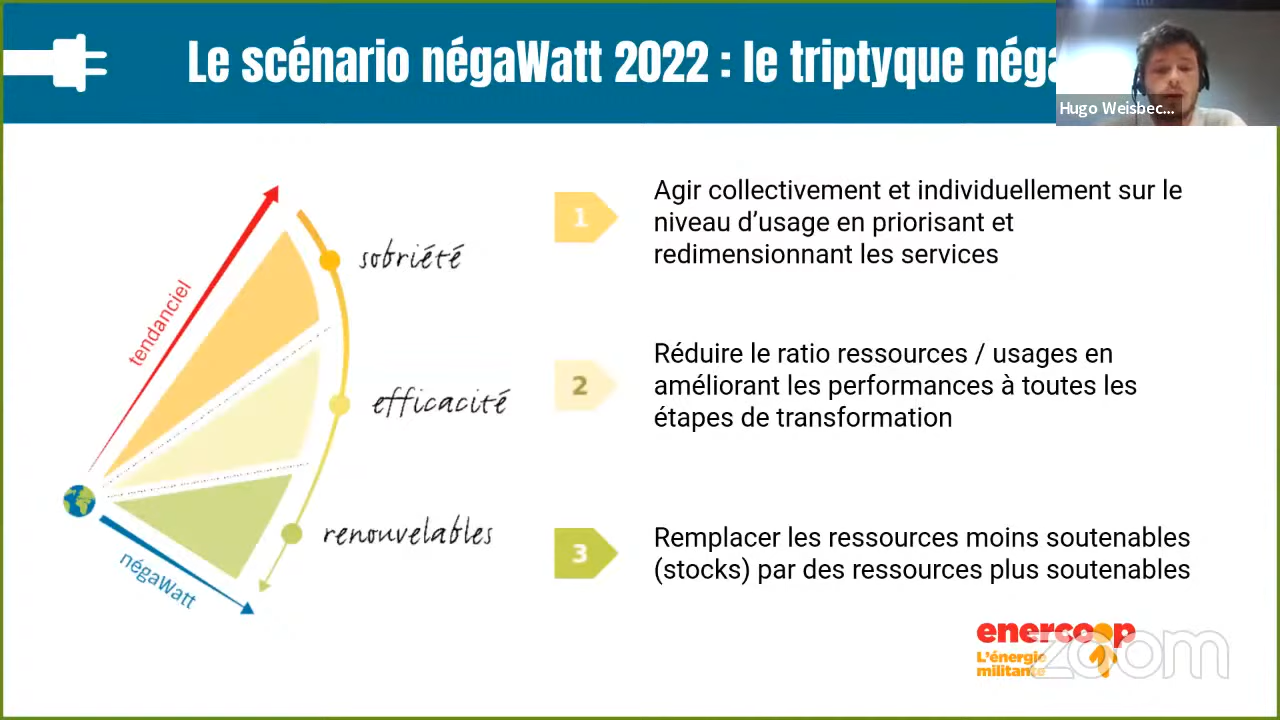 Le scénario négaWatt 2022 : le triptyque néga
Hugo Weisbec...
tendanciel
sobriété
efficacité
renouvelables
négaWatt
1
Agir collectivement et individuellement sur le
niveau d’usage en priorisant et
redimensionnant les services
2
Réduire le ratio ressources / usages en
améliorant les performances à toutes les
étapes de transformation
3
Remplacer les ressources moins soutenables
(stocks) par des ressources plus soutenables
enercoop
L'énergie
militante
zoom